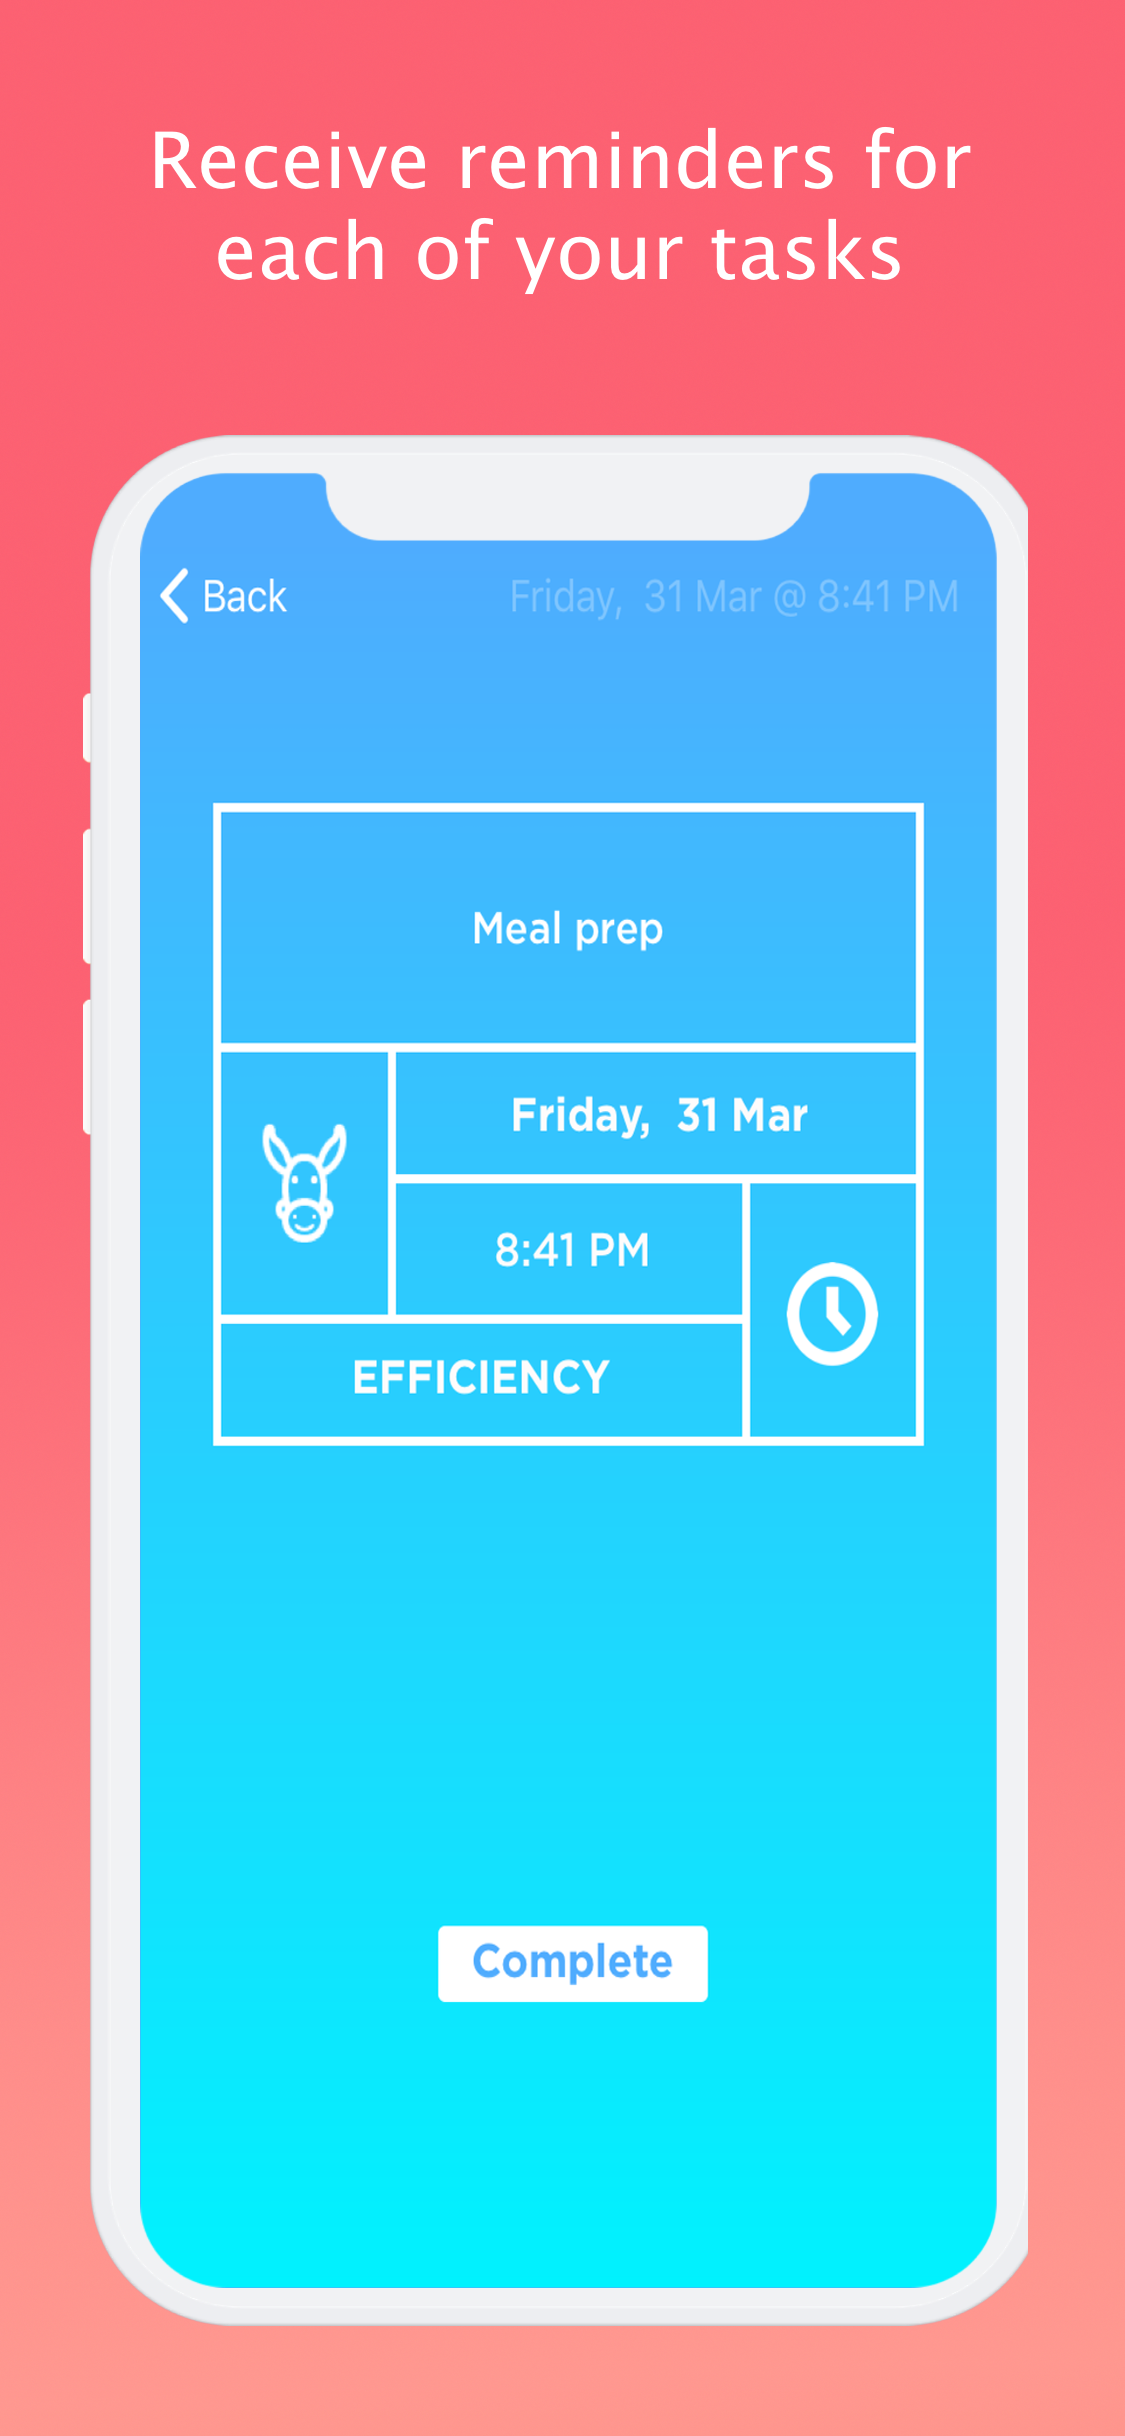 Receive reminders for
each of your tasks
Back
Friday,  31 Mar @ 8:41 PM
Meal prep
Friday,  31 Mar
8:41 PM
EFFICIENCY
Complete